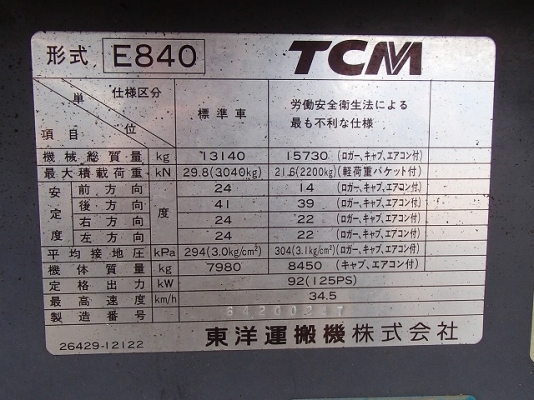 形式 E840 TCM
仕様区分
単位
項目
標準車
労働安全衛生法による
最も不利な仕様
機械総質量 kg 13140 15730 (ロガー、キャブ、エアコン付)
最大積載荷重 kN 29.8(3040kg) 21.6(2200kg) (軽荷重バケット付)
安定度 前方向 度 24 14 (ロガー、キャブ、エアコン付)
後方向 41 39 (ロガー、キャブ、エアコン付)
右方向 24 22 (ロガー、キャブ、エアコン付)
左方向 24 22 (ロガー、キャブ、エアコン付)
平均接地圧 kPa 294(3.0kg/cm²) 304(3.1kg/cm²) (ロガー、キャブ、エアコン付)
機体質量 kg 7980 8450 (キャブ、エアコン付)
定格出力 kW 92(125PS)
最高速度 km/h 34.5
製造番号
26429-12122 東洋運搬機株式会社